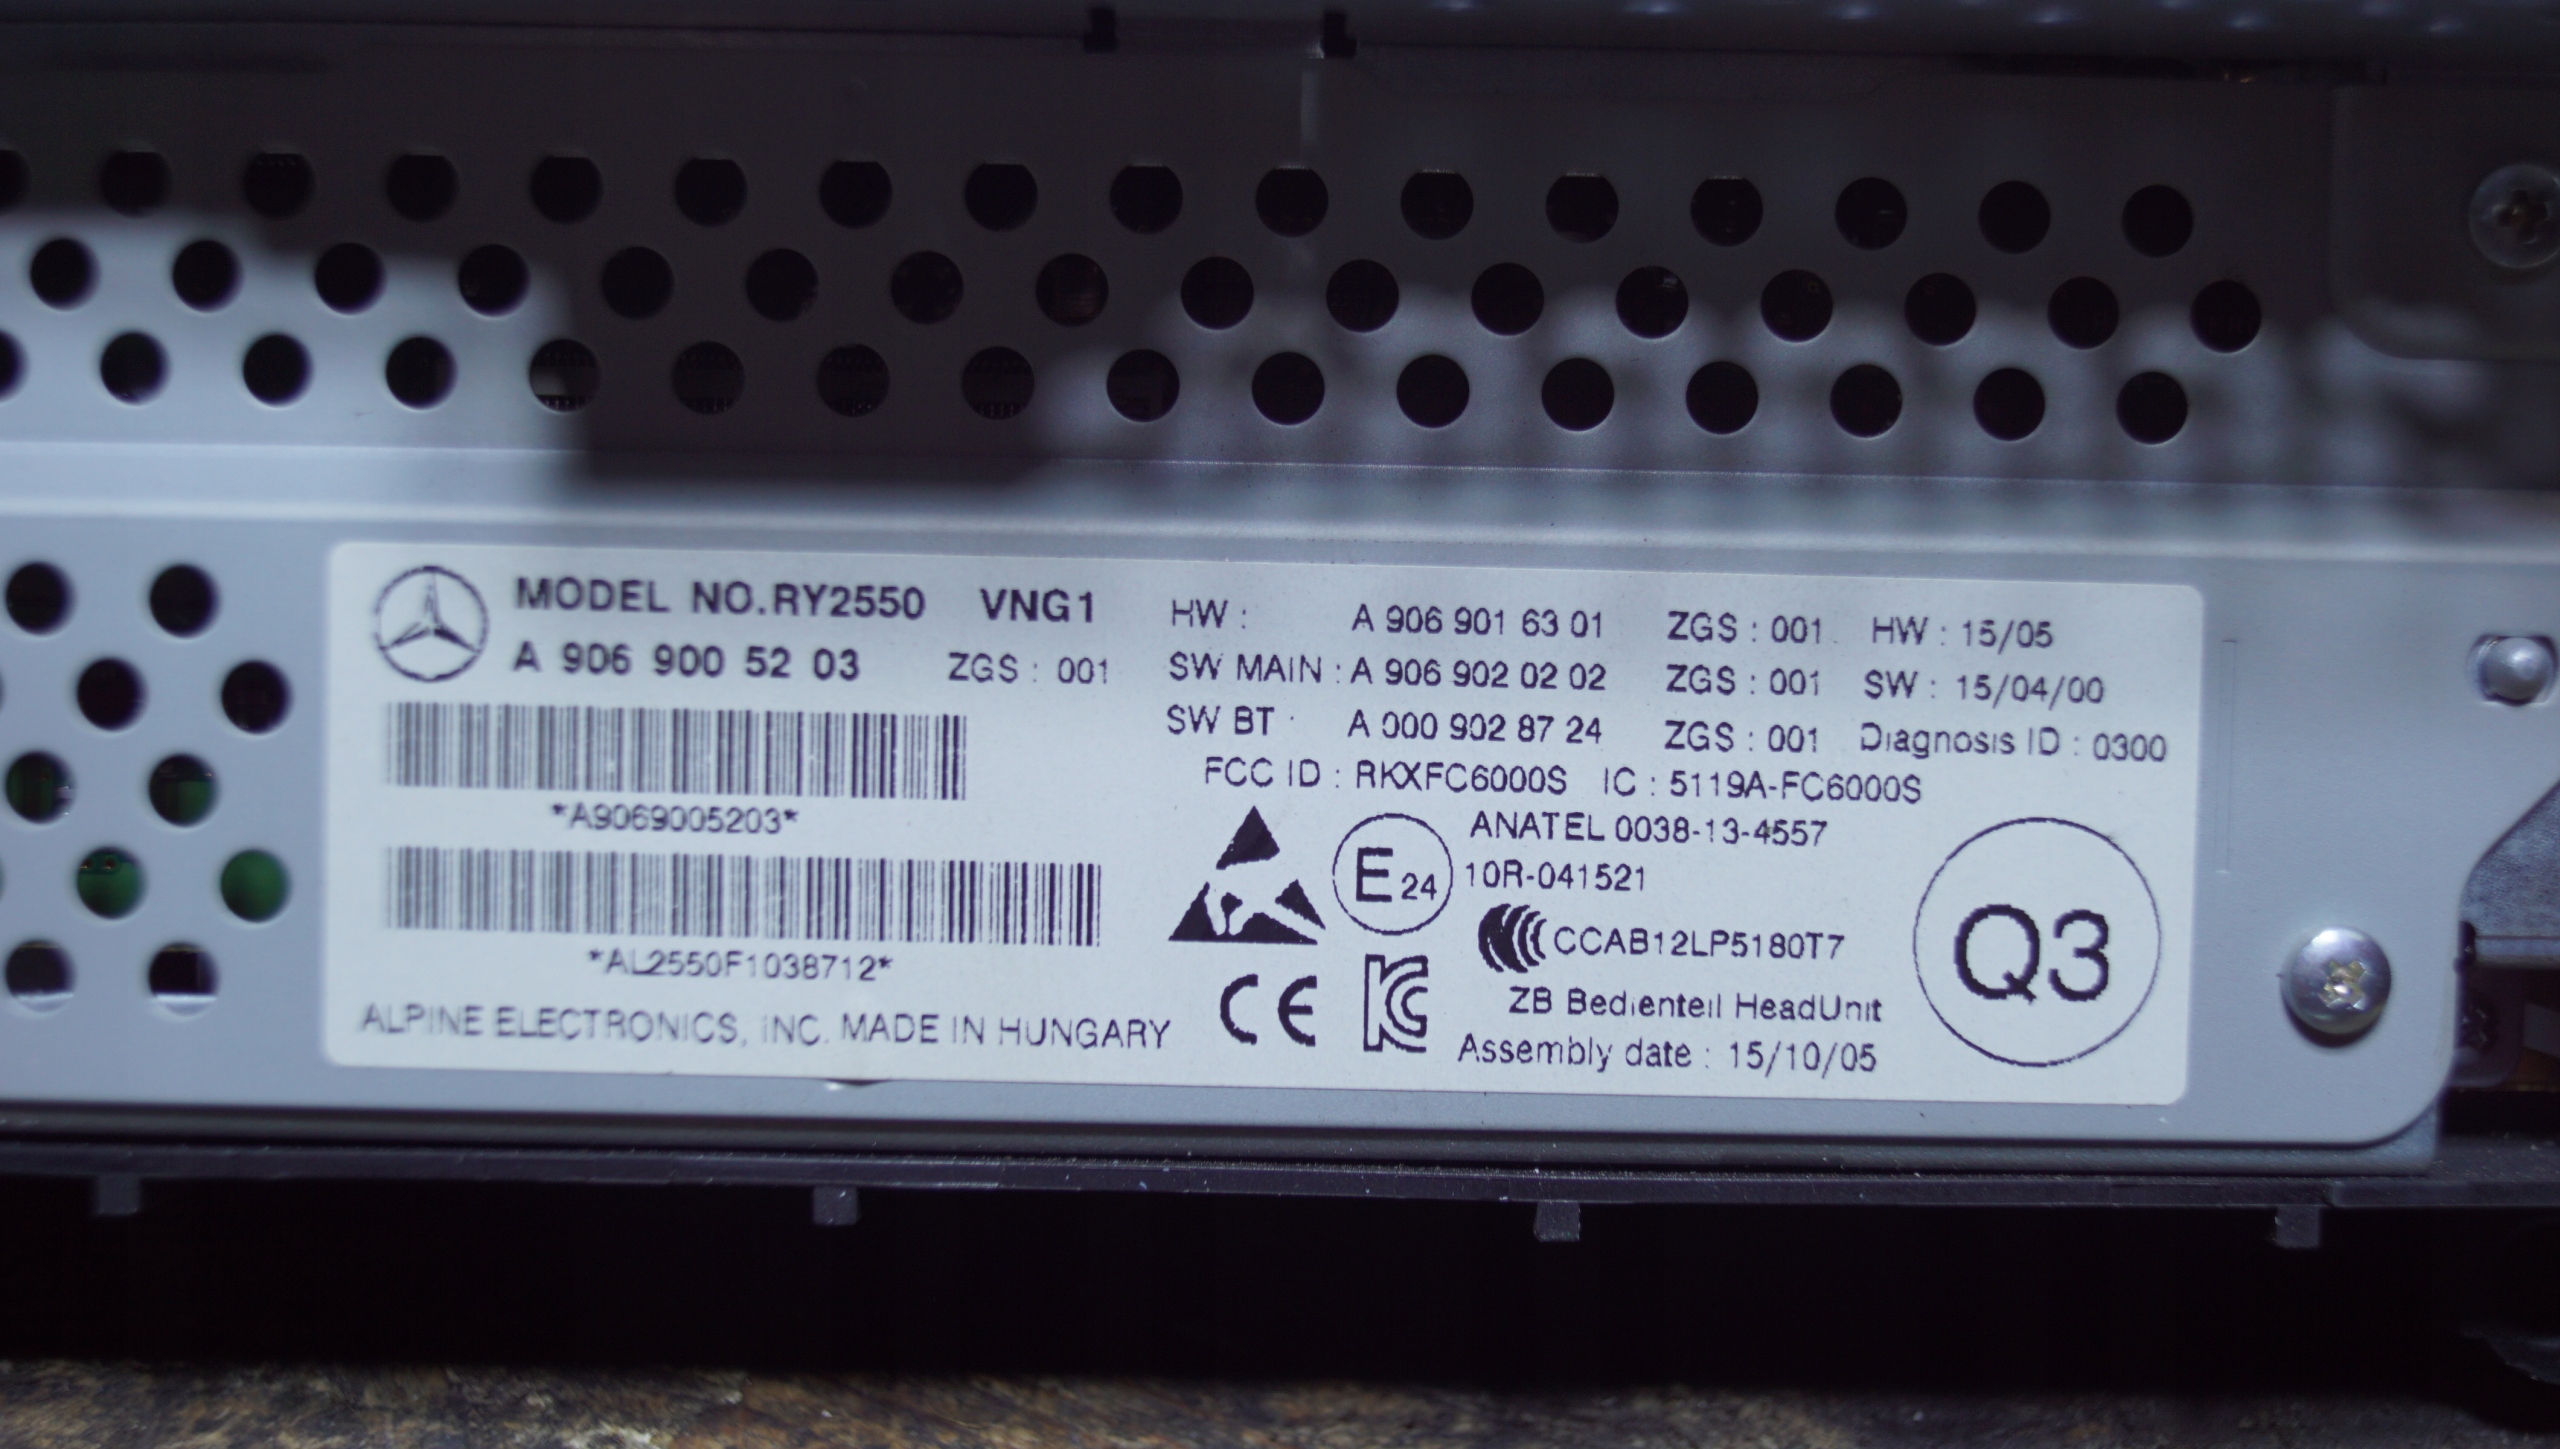 MODEL NO.RY2550 VNG1
A 906 900 52 03 ZGS : 001
*A9069005203*
*AL2550F1038712*
ALPINE ELECTRONICS, INC. MADE IN HUNGARY
HW : A 906 901 63 01 ZGS : 001 HW : 15/05
SW MAIN : A 906 902 02 02 ZGS : 001 SW : 15/04/00
SW BT : A 000 902 87 24 ZGS : 001 Diagnosis ID : 0300
FCC ID : RKXFC6000S IC : 5119A-FC6000S
ANATEL 0038-13-4557
E24 10R-041521
CCAB12LP5180T7
CE KC
ZB Bedienteil HeadUnit
Assembly date : 15/10/05
Q3